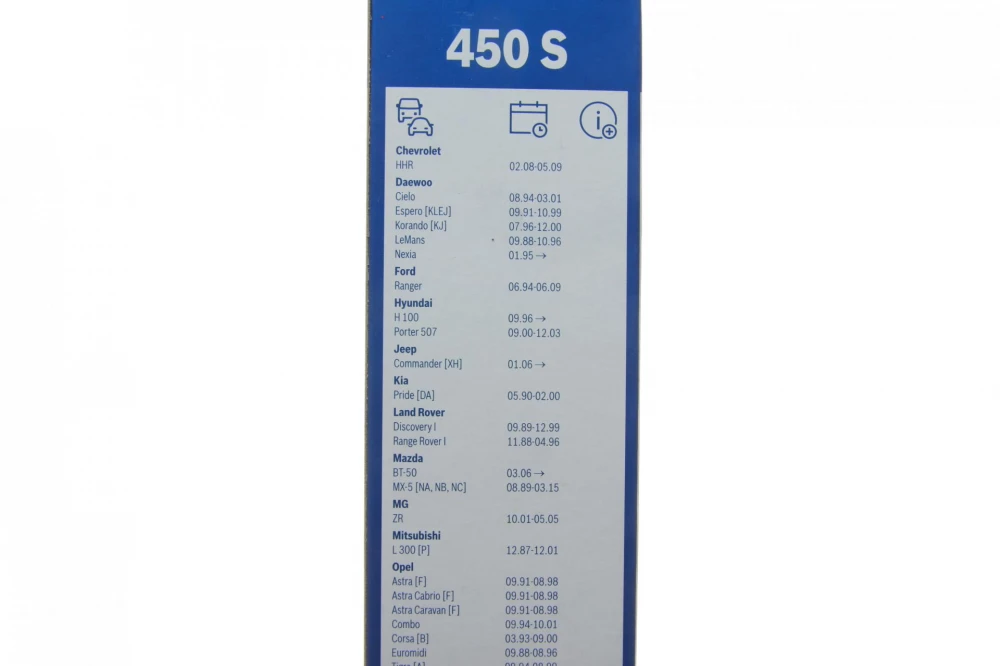 450 S
Chevrolet
HHR 02.08-05.09
Daewoo
Cielo 08.94-03.01
Espero [KLEJ] 09.91-10.99
Korando [KJ] 07.96-12.00
LeMans 09.88-10.96
Nexia 01.95 →
Ford
Ranger 06.94-06.09
Hyundai
H 100 09.96 →
Porter 507 09.00-12.03
Jeep
Commander [XH] 01.06 →
Kia
Pride [DA] 05.90-02.00
Land Rover
Discovery I 09.89-12.99
Range Rover I 11.88-04.96
Mazda
BT-50 03.06 →
MX-5 [NA, NB, NC] 08.89-03.15
MG
ZR 10.01-05.05
Mitsubishi
L 300 [P] 12.87-12.01
Opel
Astra [F] 09.91-08.98
Astra Cabrio [F] 09.91-08.98
Astra Caravan [F] 09.91-08.98
Combo 09.94-10.01
Corsa [B] 03.93-09.00
Euromidi 09.88-08.96